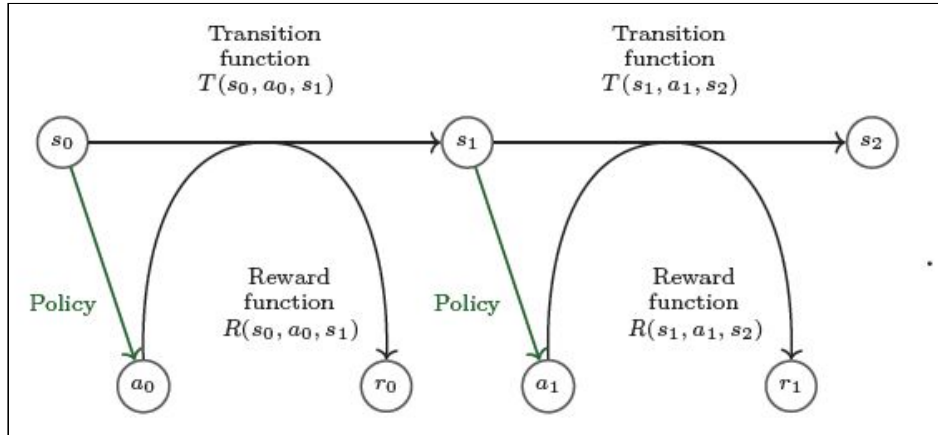 Transition
function
T(s₀, a₀, s₁)
Transition
function
T(s₁, a₁, s₂)
s₀
s₁
s₂
Policy
Reward
function
R(s₀, a₀, s₁)
Policy
Reward
function
R(s₁, a₁, s₂)
.
a₀
r₀
a₁
r₁